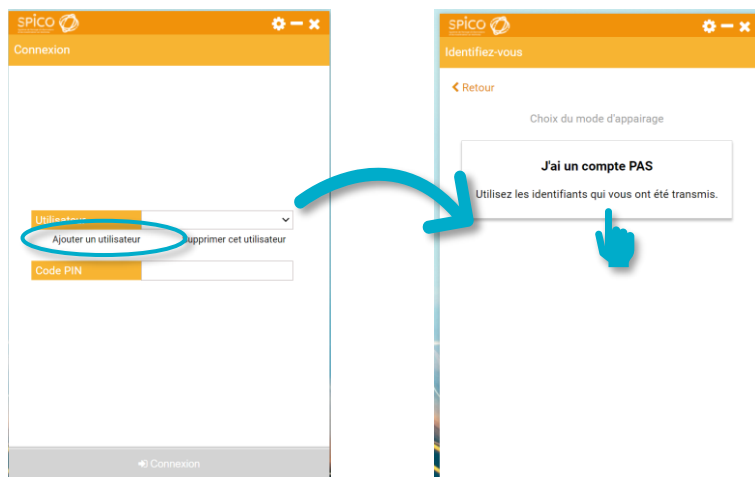 SPiCO
Connexion
Utilisateur
Ajouter un utilisateur
Supprimer cet utilisateur
Code PIN
Connexion
SPiCO
Identifiez-vous
Retour
Choix du mode d'appairage
J'ai un compte PAS
Utilisez les identifiants qui vous ont été transmis.